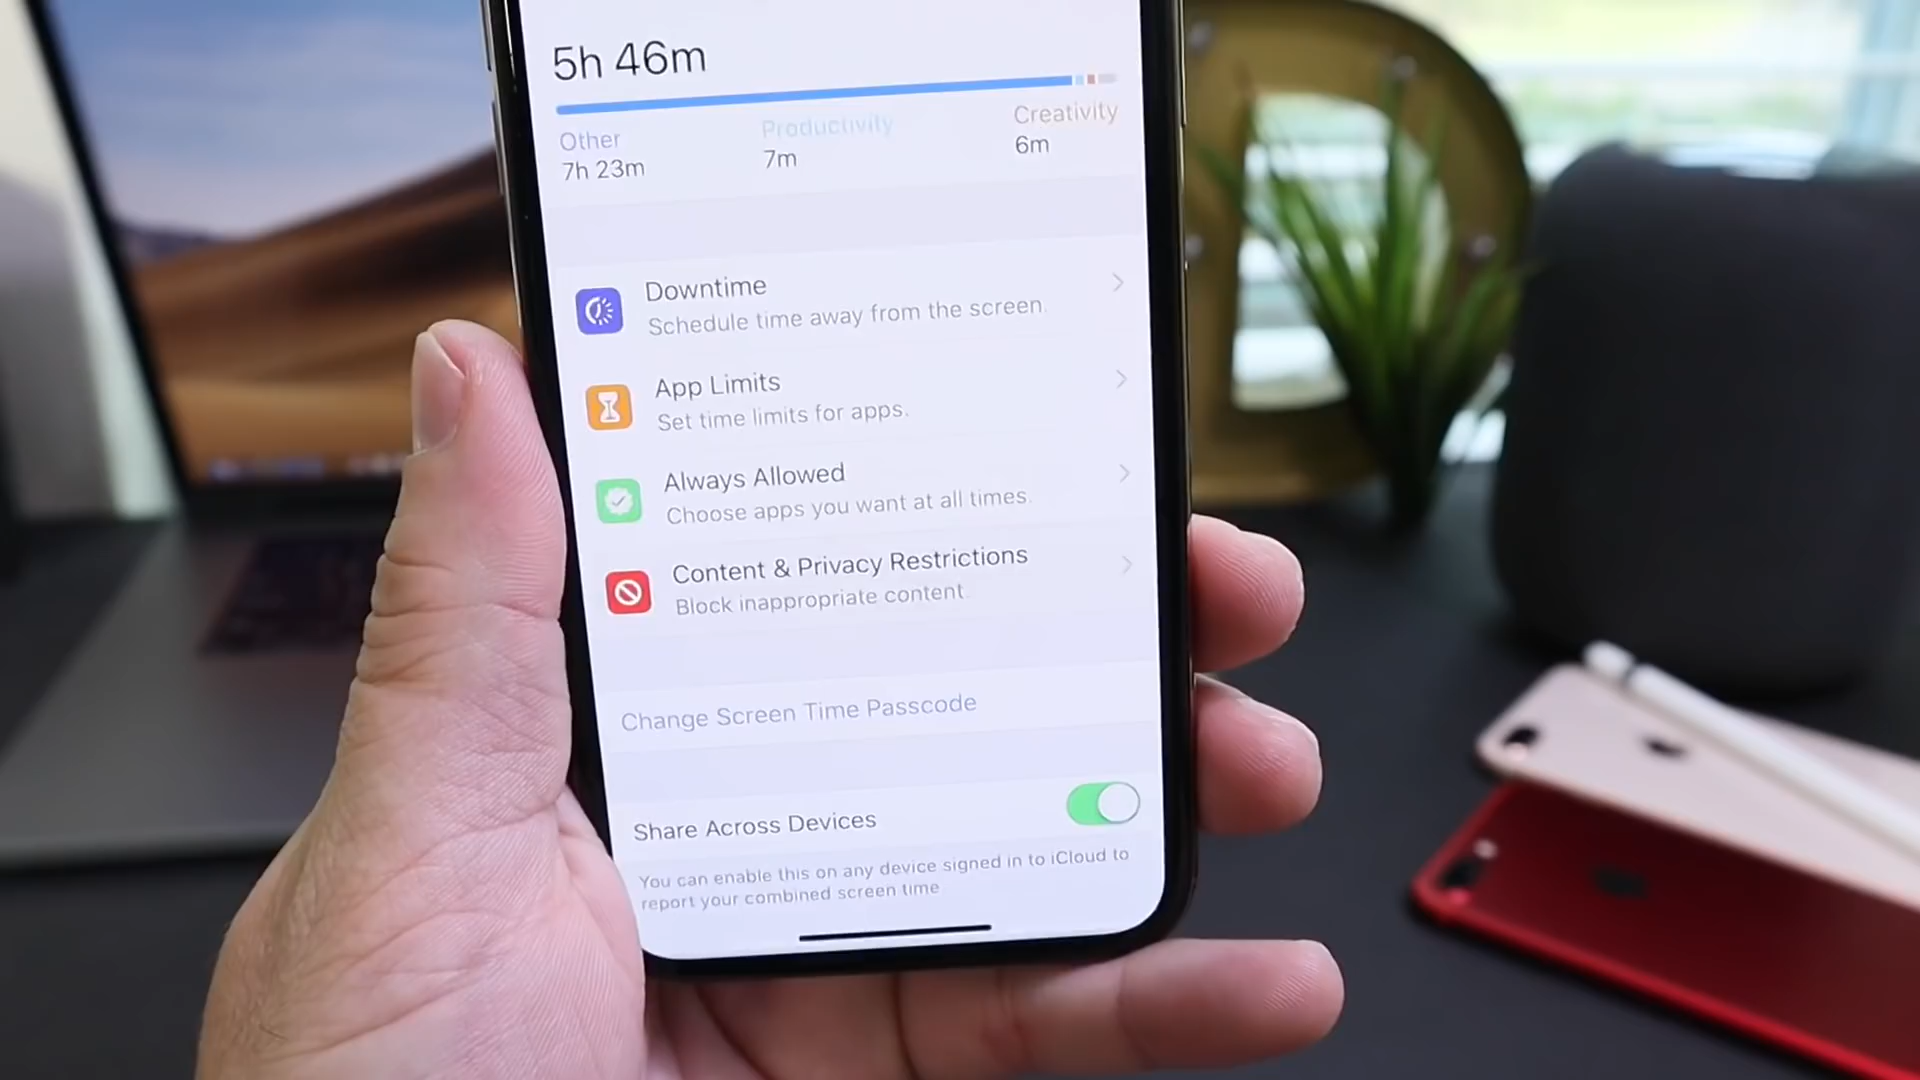 5h 46m
Other
Productivity
Creativity
7h 23m
7m
6m
Downtime
Schedule time away from the screen.
App Limits
Set time limits for apps.
Always Allowed
Choose apps you want at all times.
Content & Privacy Restrictions
Block inappropriate content.
Change Screen Time Passcode
Share Across Devices
You can enable this on any device signed in to iCloud to
report your combined screen time